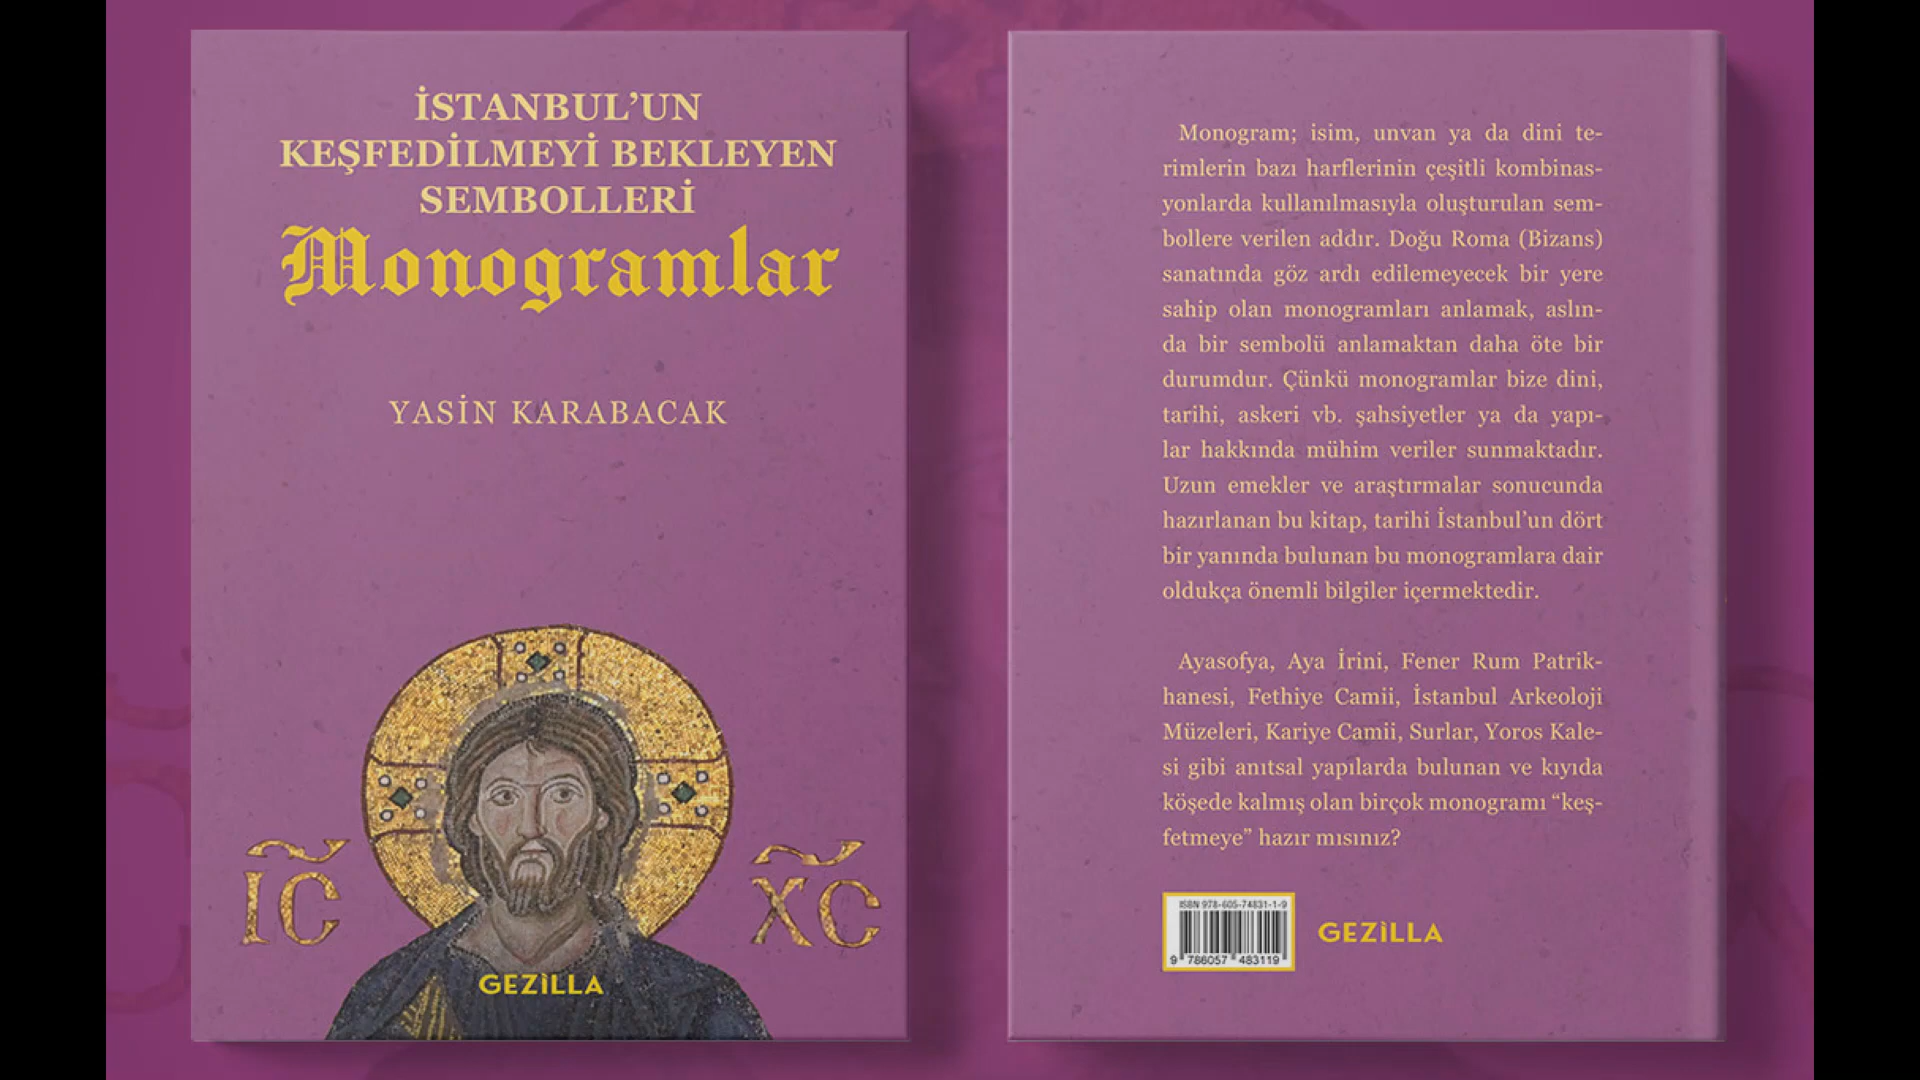 İSTANBUL’UN
KEŞFEDİLMEYİ BEKLEYEN
SEMBOLLERİ
Monogramlar
YASİN KARABACAK
IC
XC
GEZİLLA
Monogram; isim, unvan ya da dini te-
rimlerin bazı harflerinin çeşitli kombinas-
yonlarda kullanılmasıyla oluşturulan sem-
bollere verilen addır. Doğu Roma (Bizans)
sanatında göz ardı edilemeyecek bir yere
sahip olan monogramları anlamak, aslın-
da bir sembolü anlamaktan daha öte bir
durumdur. Çünkü monogramlar bize dini,
tarihi, askeri vb. şahsiyetler ya da yapı-
lar hakkında mühim veriler sunmaktadır.
Uzun emekler ve araştırmalar sonucunda
hazırlanan bu kitap, tarihi İstanbul’un dört
bir yanında bulunan bu monogramlara dair
oldukça önemli bilgiler içermektedir.
Ayasofya, Aya İrini, Fener Rum Patrik-
hanesi, Fethiye Camii, İstanbul Arkeoloji
Müzeleri, Kariye Camii, Surlar, Yoros Kale-
si gibi anıtsal yapılarda bulunan ve kıyıda
köşede kalmış olan birçok monogramı “keş-
fetmeye” hazır mısınız?
ISBN 978-605-74831-1-9
9 786057 483119
GEZİLLA